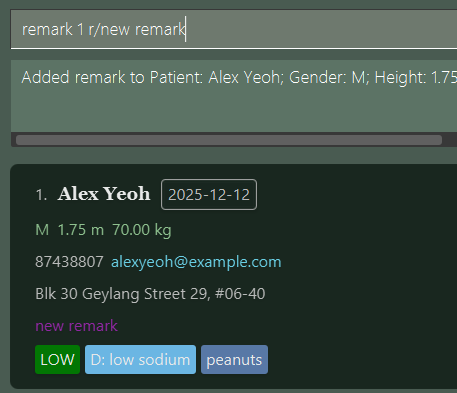 remark 1 r/new remark
Added remark to Patient: Alex Yeoh; Gender: M; Height: 1.75
1. Alex Yeoh 2025-12-12
M 1.75 m 70.00 kg
87438807 alexyeoh@example.com
Blk 30 Geylang Street 29, #06-40
new remark
LOW D: low sodium peanuts